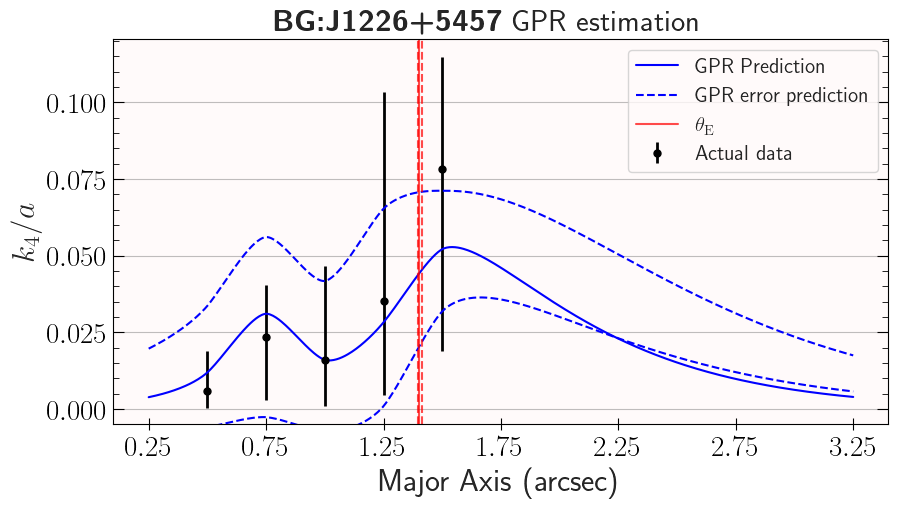 BG:J1226+5457 GPR estimation
GPR Prediction
GPR error prediction
θ_E
Actual data
k₄/a
0.100
0.075
0.050
0.025
0.000
0.25 0.75 1.25 1.75 2.25 2.75 3.25
Major Axis (arcsec)